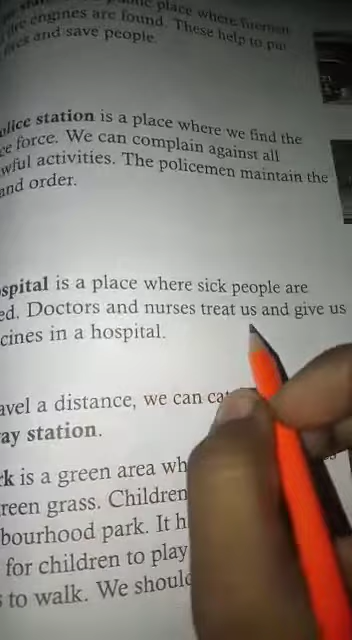 place where firemen
engines are found. These help to put
and save people.
olice station is a place where we find the
ce force. We can complain against all
wful activities. The policemen maintain the
and order.
spital is a place where sick people are
ed. Doctors and nurses treat us and give us
cines in a hospital.
avel a distance, we can
ay station.
rk is a green area wh
reen grass. Children
bourhood park. It h
for children to play
to walk. We should